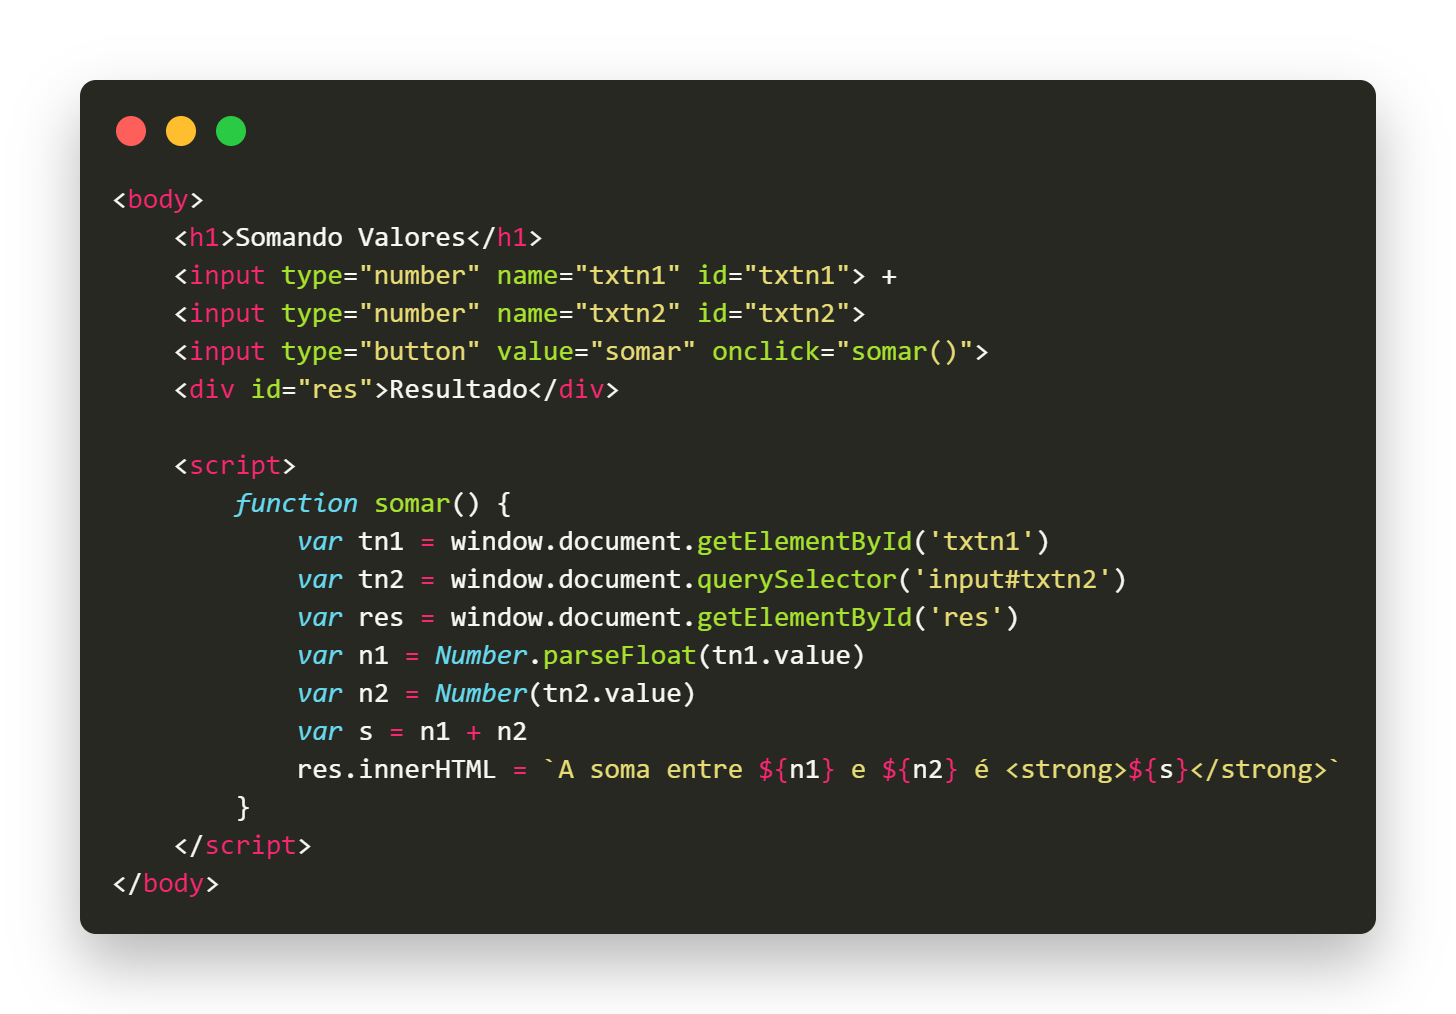 <body>
    <h1>Somando Valores</h1>
    <input type="number" name="txtn1" id="txtn1"> +
    <input type="number" name="txtn2" id="txtn2">
    <input type="button" value="somar" onclick="somar()">
    <div id="res">Resultado</div>

    <script>
        function somar() {
            var tn1 = window.document.getElementById('txtn1')
            var tn2 = window.document.querySelector('input#txtn2')
            var res = window.document.getElementById('res')
            var n1 = Number.parseFloat(tn1.value)
            var n2 = Number(tn2.value)
            var s = n1 + n2
            res.innerHTML = `A soma entre ${n1} e ${n2} é <strong>${s}</strong>`
        }
    </script>
</body>